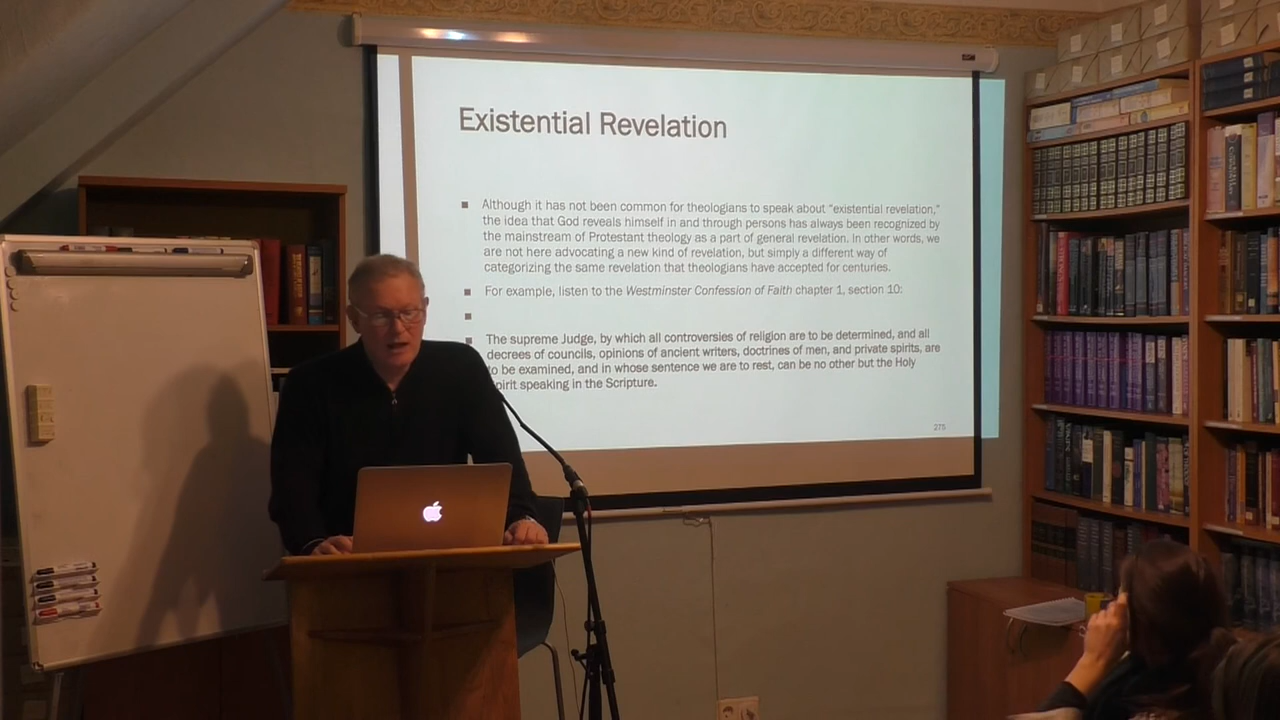 Existential Revelation
Although it has not been common for theologians to speak about “existential revelation,”
the idea that God reveals himself in and through persons has always been recognized by
the mainstream of Protestant theology as a part of general revelation. In other words, we
are not here advocating a new kind of revelation, but simply a different way of
categorizing the same revelation that theologians have accepted for centuries.
For example, listen to the Westminster Confession of Faith chapter 1, section 10:
The supreme Judge, by which all controversies of religion are to be determined, and all
decrees of councils, opinions of ancient writers, doctrines of men, and private spirits, are
to be examined, and in whose sentence we are to rest, can be no other but the Holy
pirit speaking in the Scripture.
275